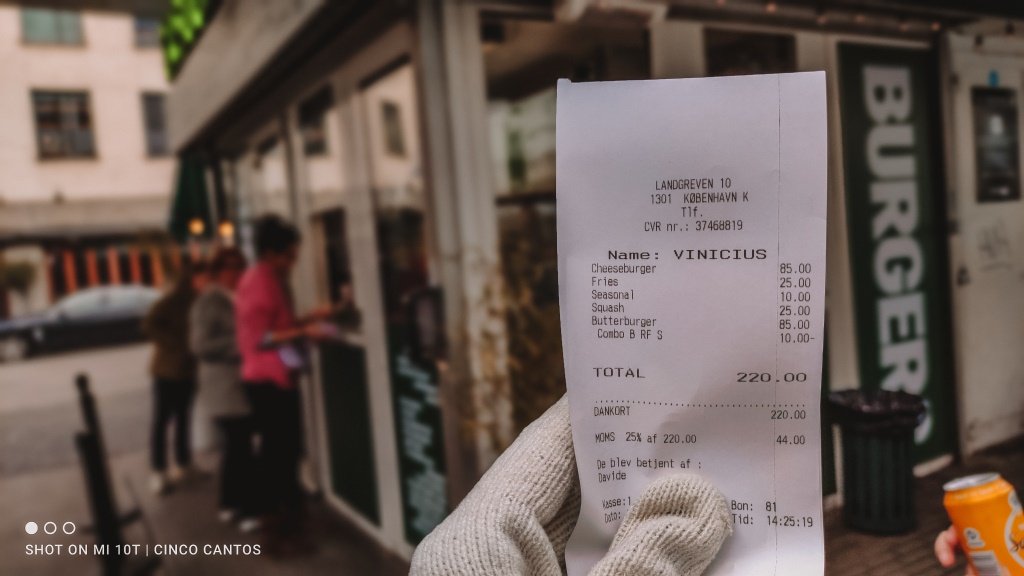 LANDGREVEN 10
1301 KØBENHAVN K
Tlf.
CVR nr.: 37468819
Name: VINICIUS
Cheeseburger 85.00
Fries 25.00
Seasonal 10.00
Squash 25.00
Butterburger 85.00
Combo B RF S 10.00-
TOTAL 220.00
DANKORT 220.00
MOMS 25% af 220.00 44.00
De blev betjent af :
Davide
Kasse:1 Bon: 81
Dato: Tid: 14:25:19
BURGER
SHOT ON MI 10T | CINCO CANTOS